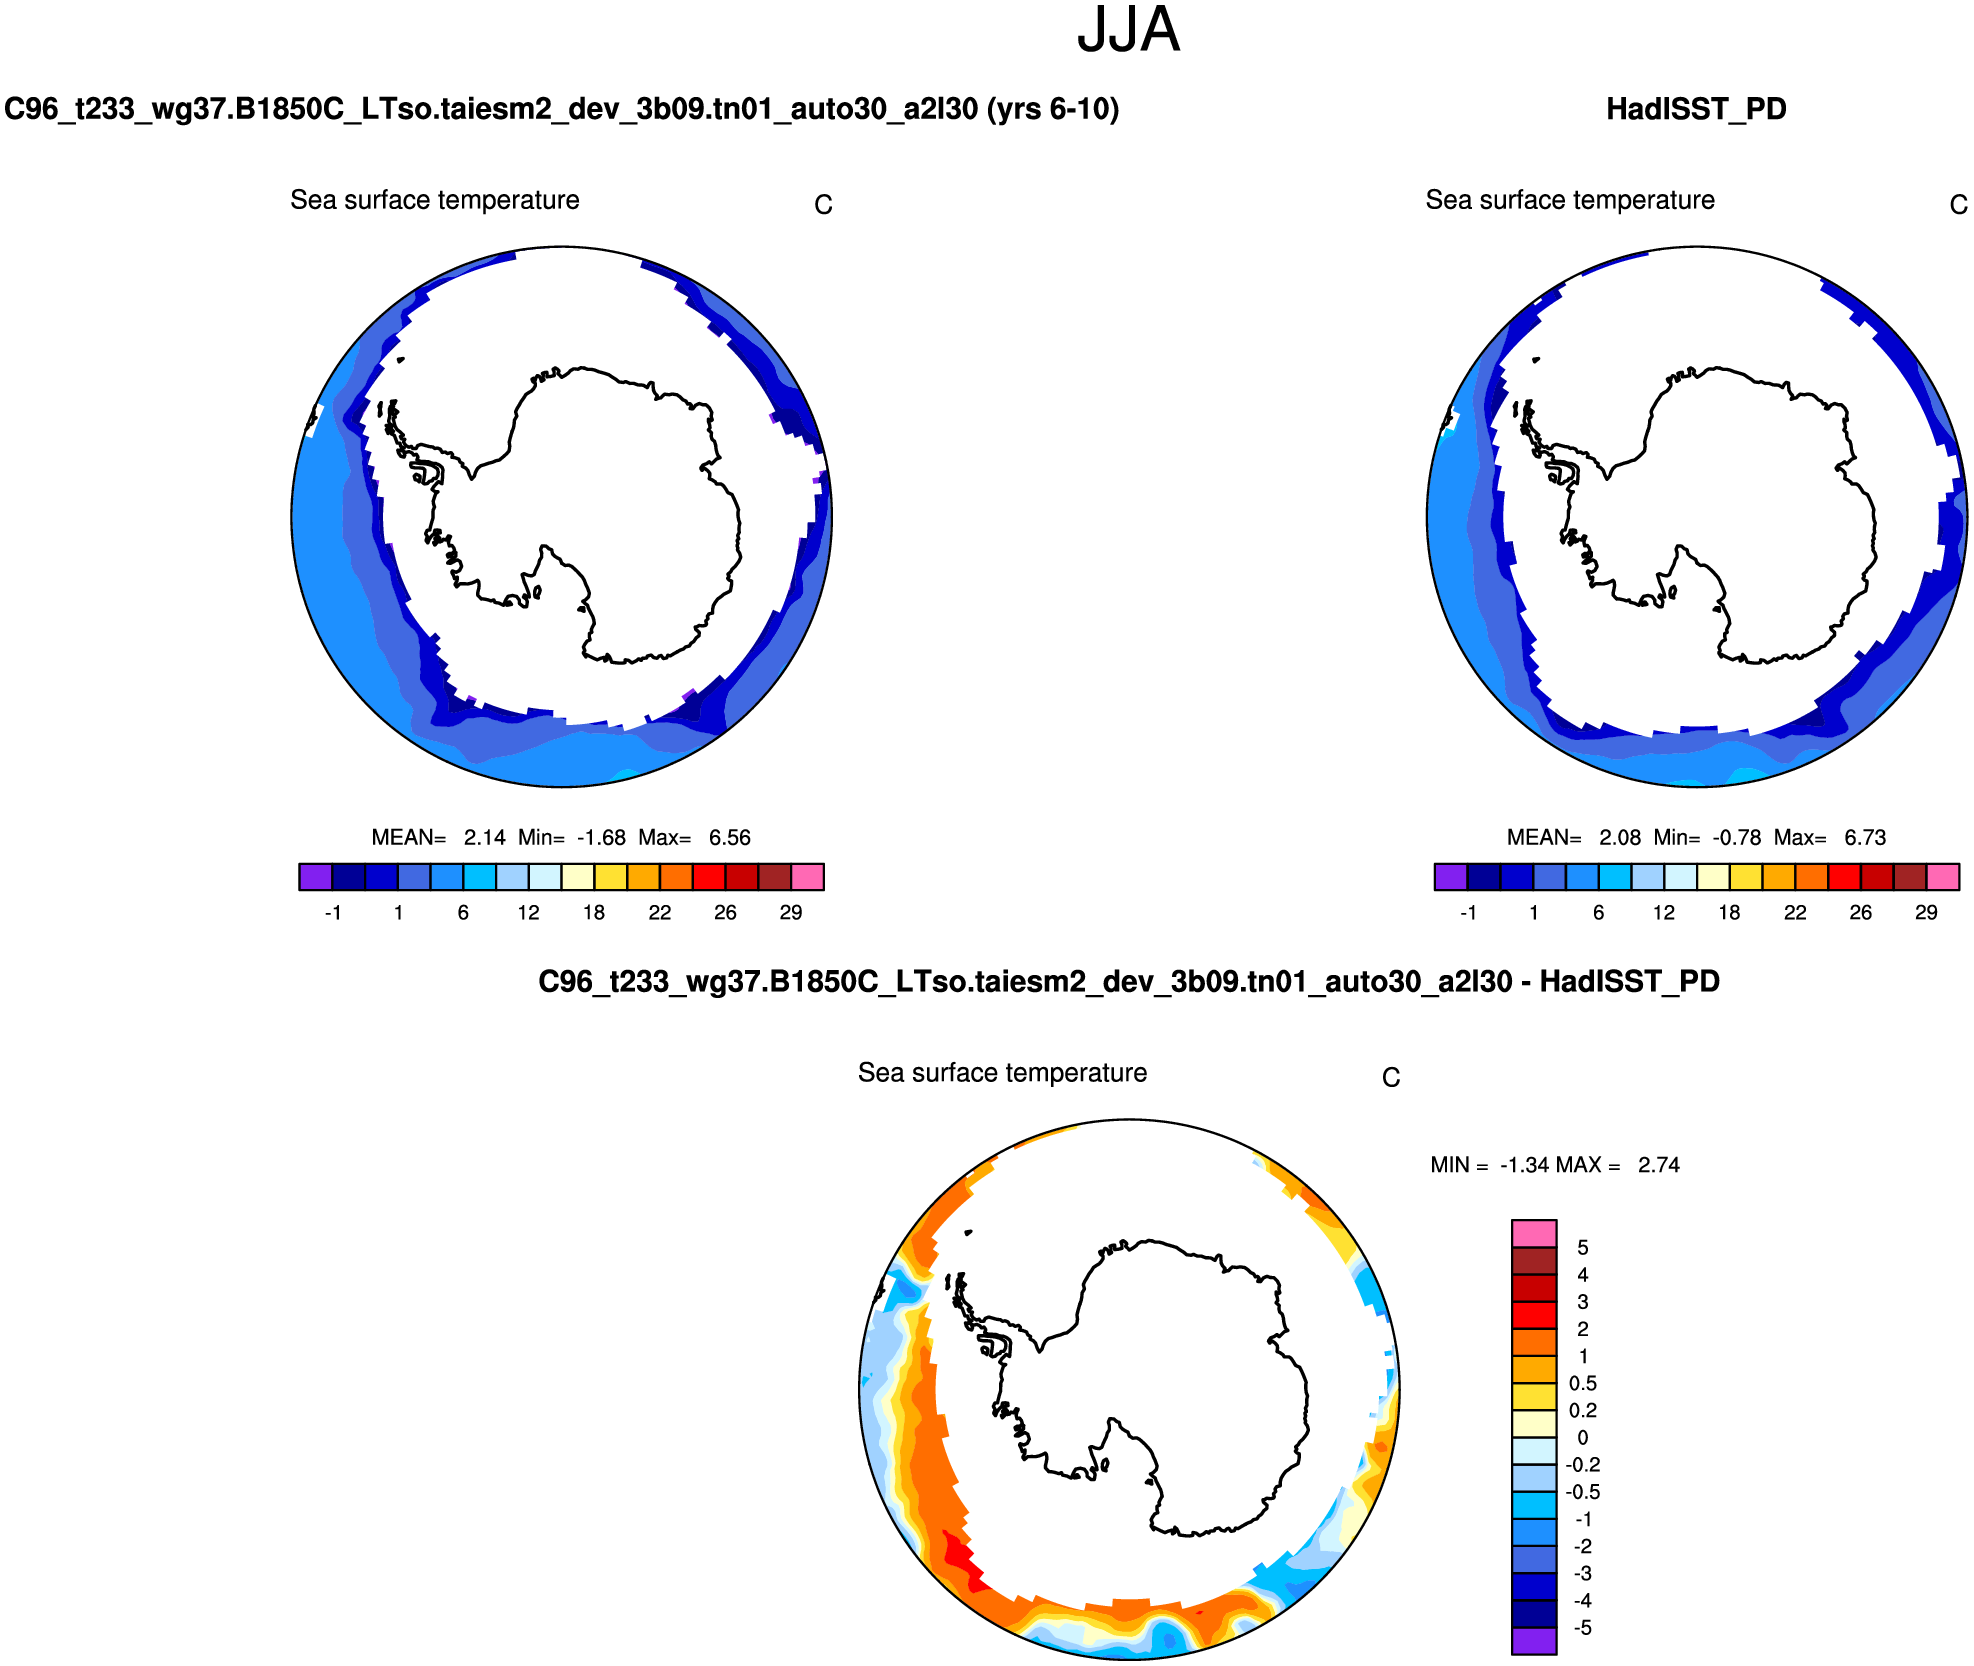 JJA
C96_t233_wg37.B1850C_LTso.taiesm2_dev_3b09.tn01_auto30_a2l30 (yrs 6-10)
HadISST_PD
Sea surface temperature C
Sea surface temperature C
MEAN= 2.14 Min= -1.68 Max= 6.56
MEAN= 2.08 Min= -0.78 Max= 6.73
-1 1 6 12 18 22 26 29
-1 1 6 12 18 22 26 29
C96_t233_wg37.B1850C_LTso.taiesm2_dev_3b09.tn01_auto30_a2l30 - HadISST_PD
Sea surface temperature C
MIN = -1.34 MAX = 2.74
5
4
3
2
1
0.5
0.2
0
-0.2
-0.5
-1
-2
-3
-4
-5